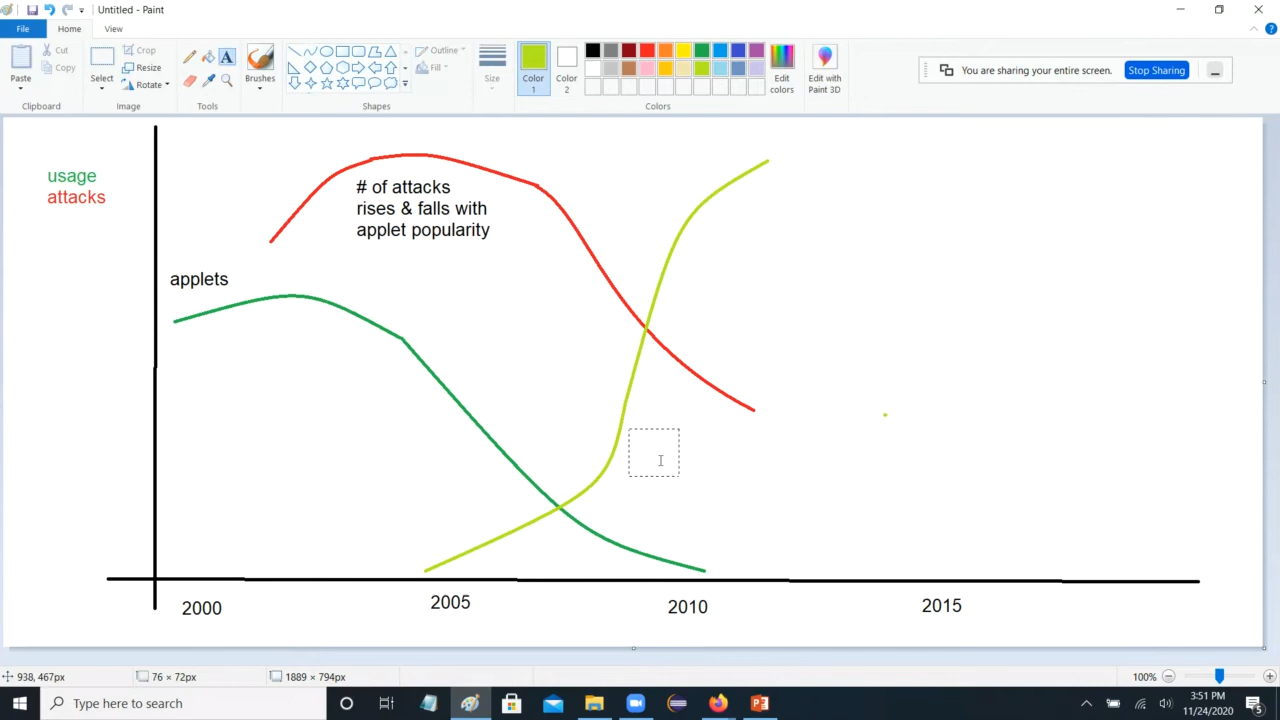 Untitled - Paint
File
Home
View
Paste
Cut
Copy
Clipboard
Select
Crop
Resize
Rotate
Image
A
Tools
Brushes
Outline
Fill
Shapes
Size
Color
1
Color
2
Edit
colors
Colors
Edit with
Paint 3D
You are sharing your entire screen.
Stop Sharing
usage
attacks
# of attacks
rises & falls with
applet popularity
applets
2000
2005
2010
2015
938, 467px
76 × 72px
1889 × 794px
100%
Type here to search
3:51 PM
11/24/2020
5